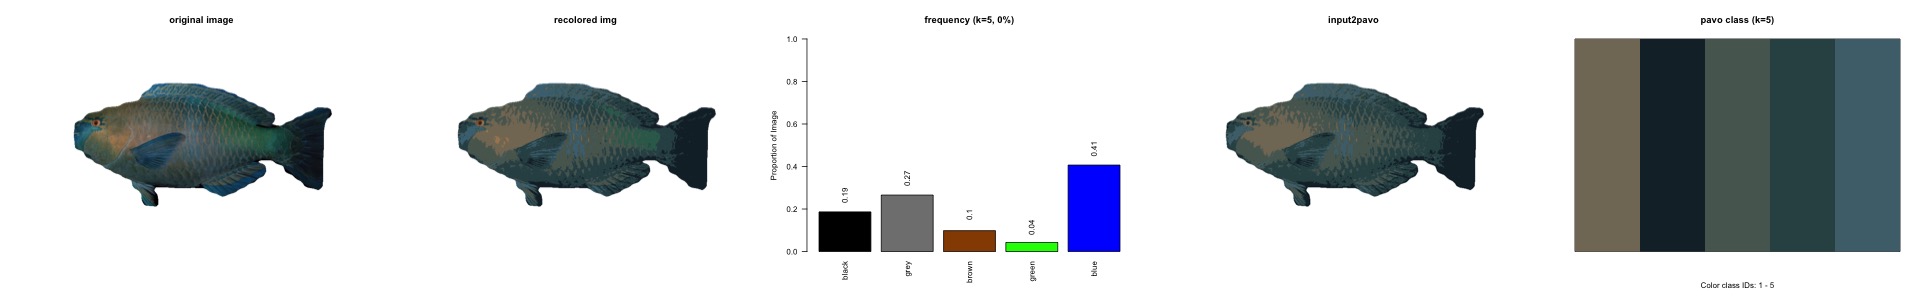 original image
recolored img
frequency (k=5, 0%)
input2pavo
pavo class (k=5)
Proportion of Image
1.0
0.8
0.6
0.4
0.2
0.0
0.19
0.27
0.1
0.04
0.41
black
grey
brown
green
blue
Color class IDs: 1 - 5